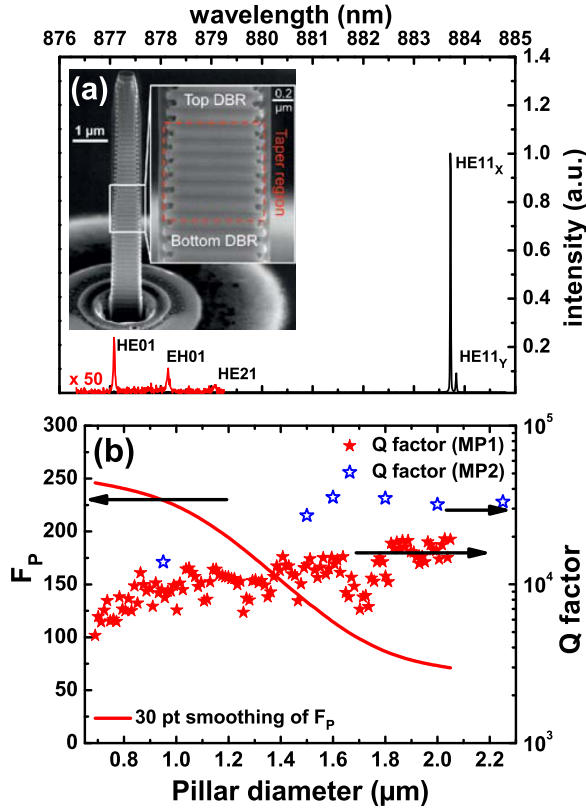 wavelength (nm)
876 877 878 879 880 881 882 883 884 885
(a)
1 μm
Top DBR
0.2
μm
Taper region
Bottom DBR
HE11X
HE11Y
HE01
EH01
HE21
x 50
1.4
1.2
1.0
0.8
0.6
0.4
0.2
intensity (a.u.)
(b)
Q factor (MP1)
Q factor (MP2)
300
250
200
150
100
50
0
FP
10^5
10^4
10^3
Q factor
30 pt smoothing of FP
0.8 1.0 1.2 1.4 1.6 1.8 2.0 2.2
Pillar diameter (μm)